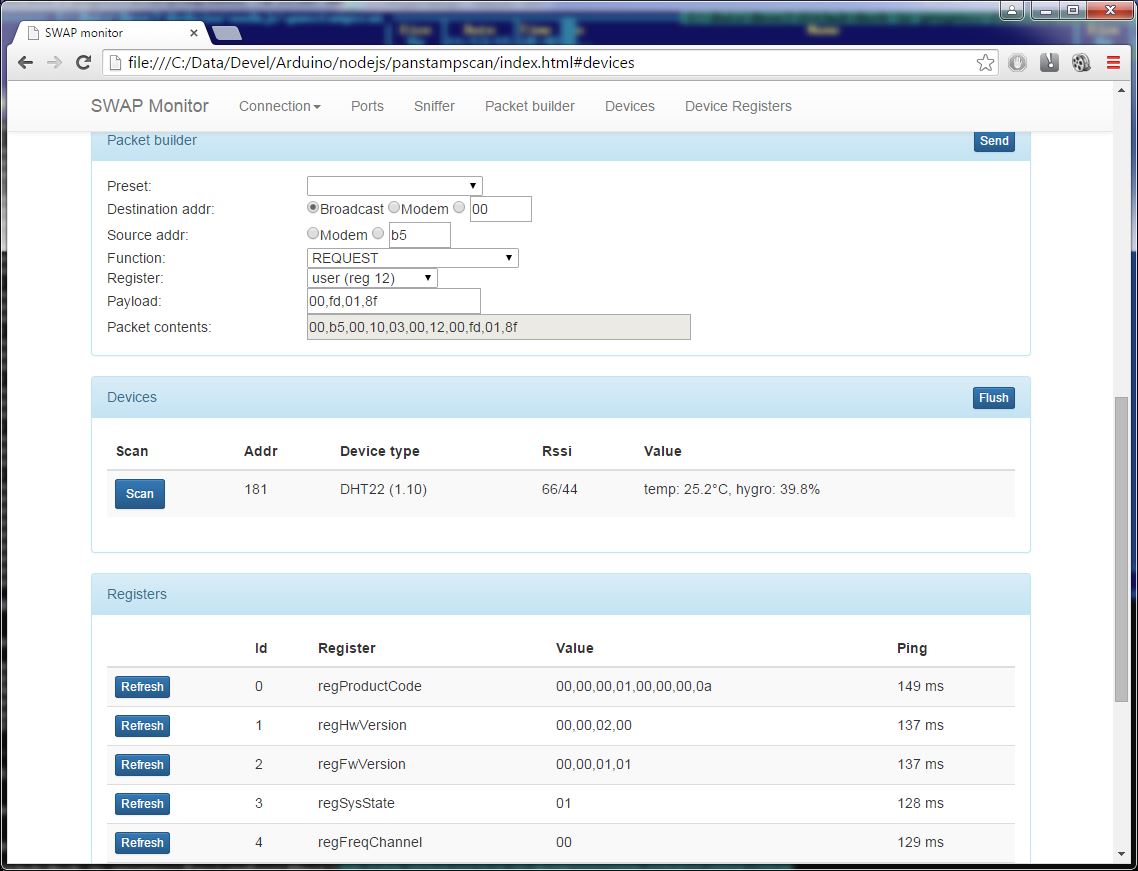 SWAP monitor
file:///C:/Data/Devel/Arduino/nodejs/panstampscan/index.html#devices
SWAP Monitor Connection Ports Sniffer Packet builder Devices Device Registers
Packet builder Send
Preset:
Destination addr: Broadcast Modem 00
Source addr: Modem b5
Function: REQUEST
Register: user (reg 12)
Payload: 00,fd,01,8f
Packet contents: 00,b5,00,10,03,00,12,00,fd,01,8f
Devices Flush
Scan Addr Device type Rssi Value
Scan 181 DHT22 (1.10) 66/44 temp: 25.2°C, hygro: 39.8%
Registers
Id Register Value Ping
Refresh 0 regProductCode 00,00,00,01,00,00,00,0a 149 ms
Refresh 1 regHwVersion 00,00,02,00 137 ms
Refresh 2 regFwVersion 00,00,01,01 137 ms
Refresh 3 regSysState 01 128 ms
Refresh 4 regFreqChannel 00 129 ms